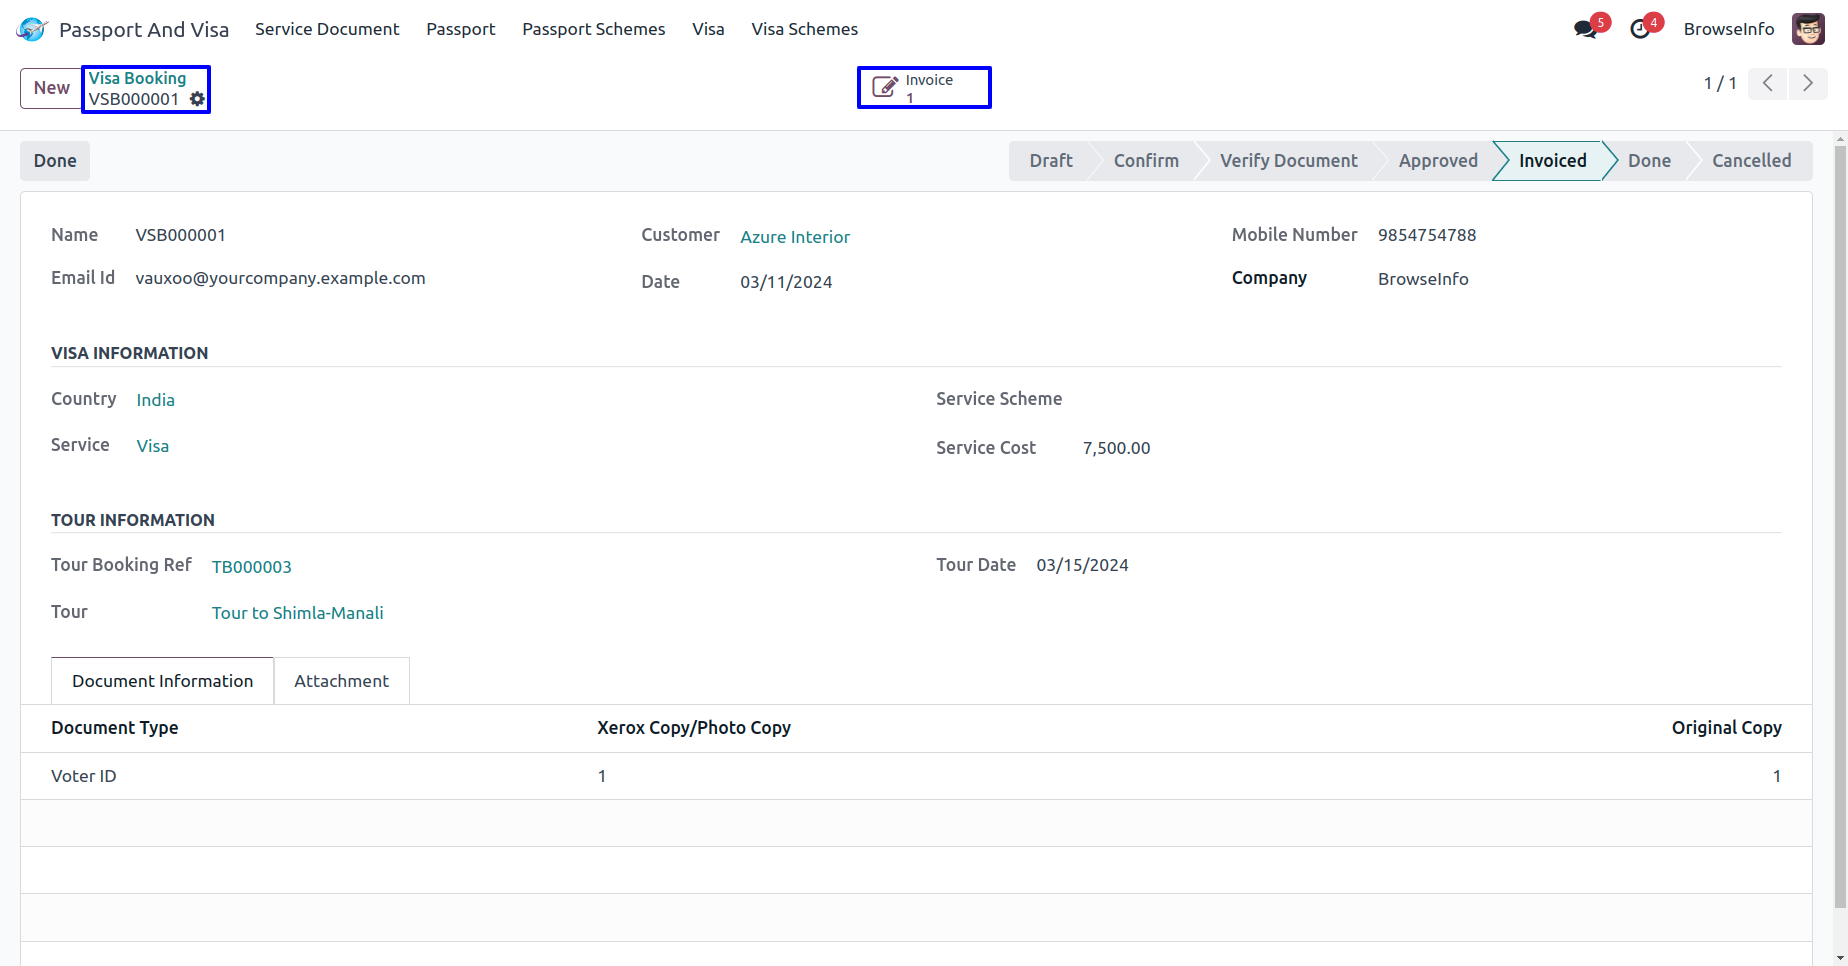 Passport And Visa Service Document Passport Passport Schemes Visa Visa Schemes 5 4 BrowseInfo
New Visa Booking Invoice
VSB000001 1 1 / 1
Done Draft Confirm Verify Document Approved Invoiced Done Cancelled
Name VSB000001 Customer Azure Interior Mobile Number 9854754788
Email Id vauxoo@yourcompany.example.com Date 03/11/2024 Company BrowseInfo
VISA INFORMATION
Country India Service Scheme
Service Visa Service Cost 7,500.00
TOUR INFORMATION
Tour Booking Ref TB000003 Tour Date 03/15/2024
Tour Tour to Shimla-Manali
Document Information Attachment
Document Type Xerox Copy/Photo Copy Original Copy
Voter ID 1 1